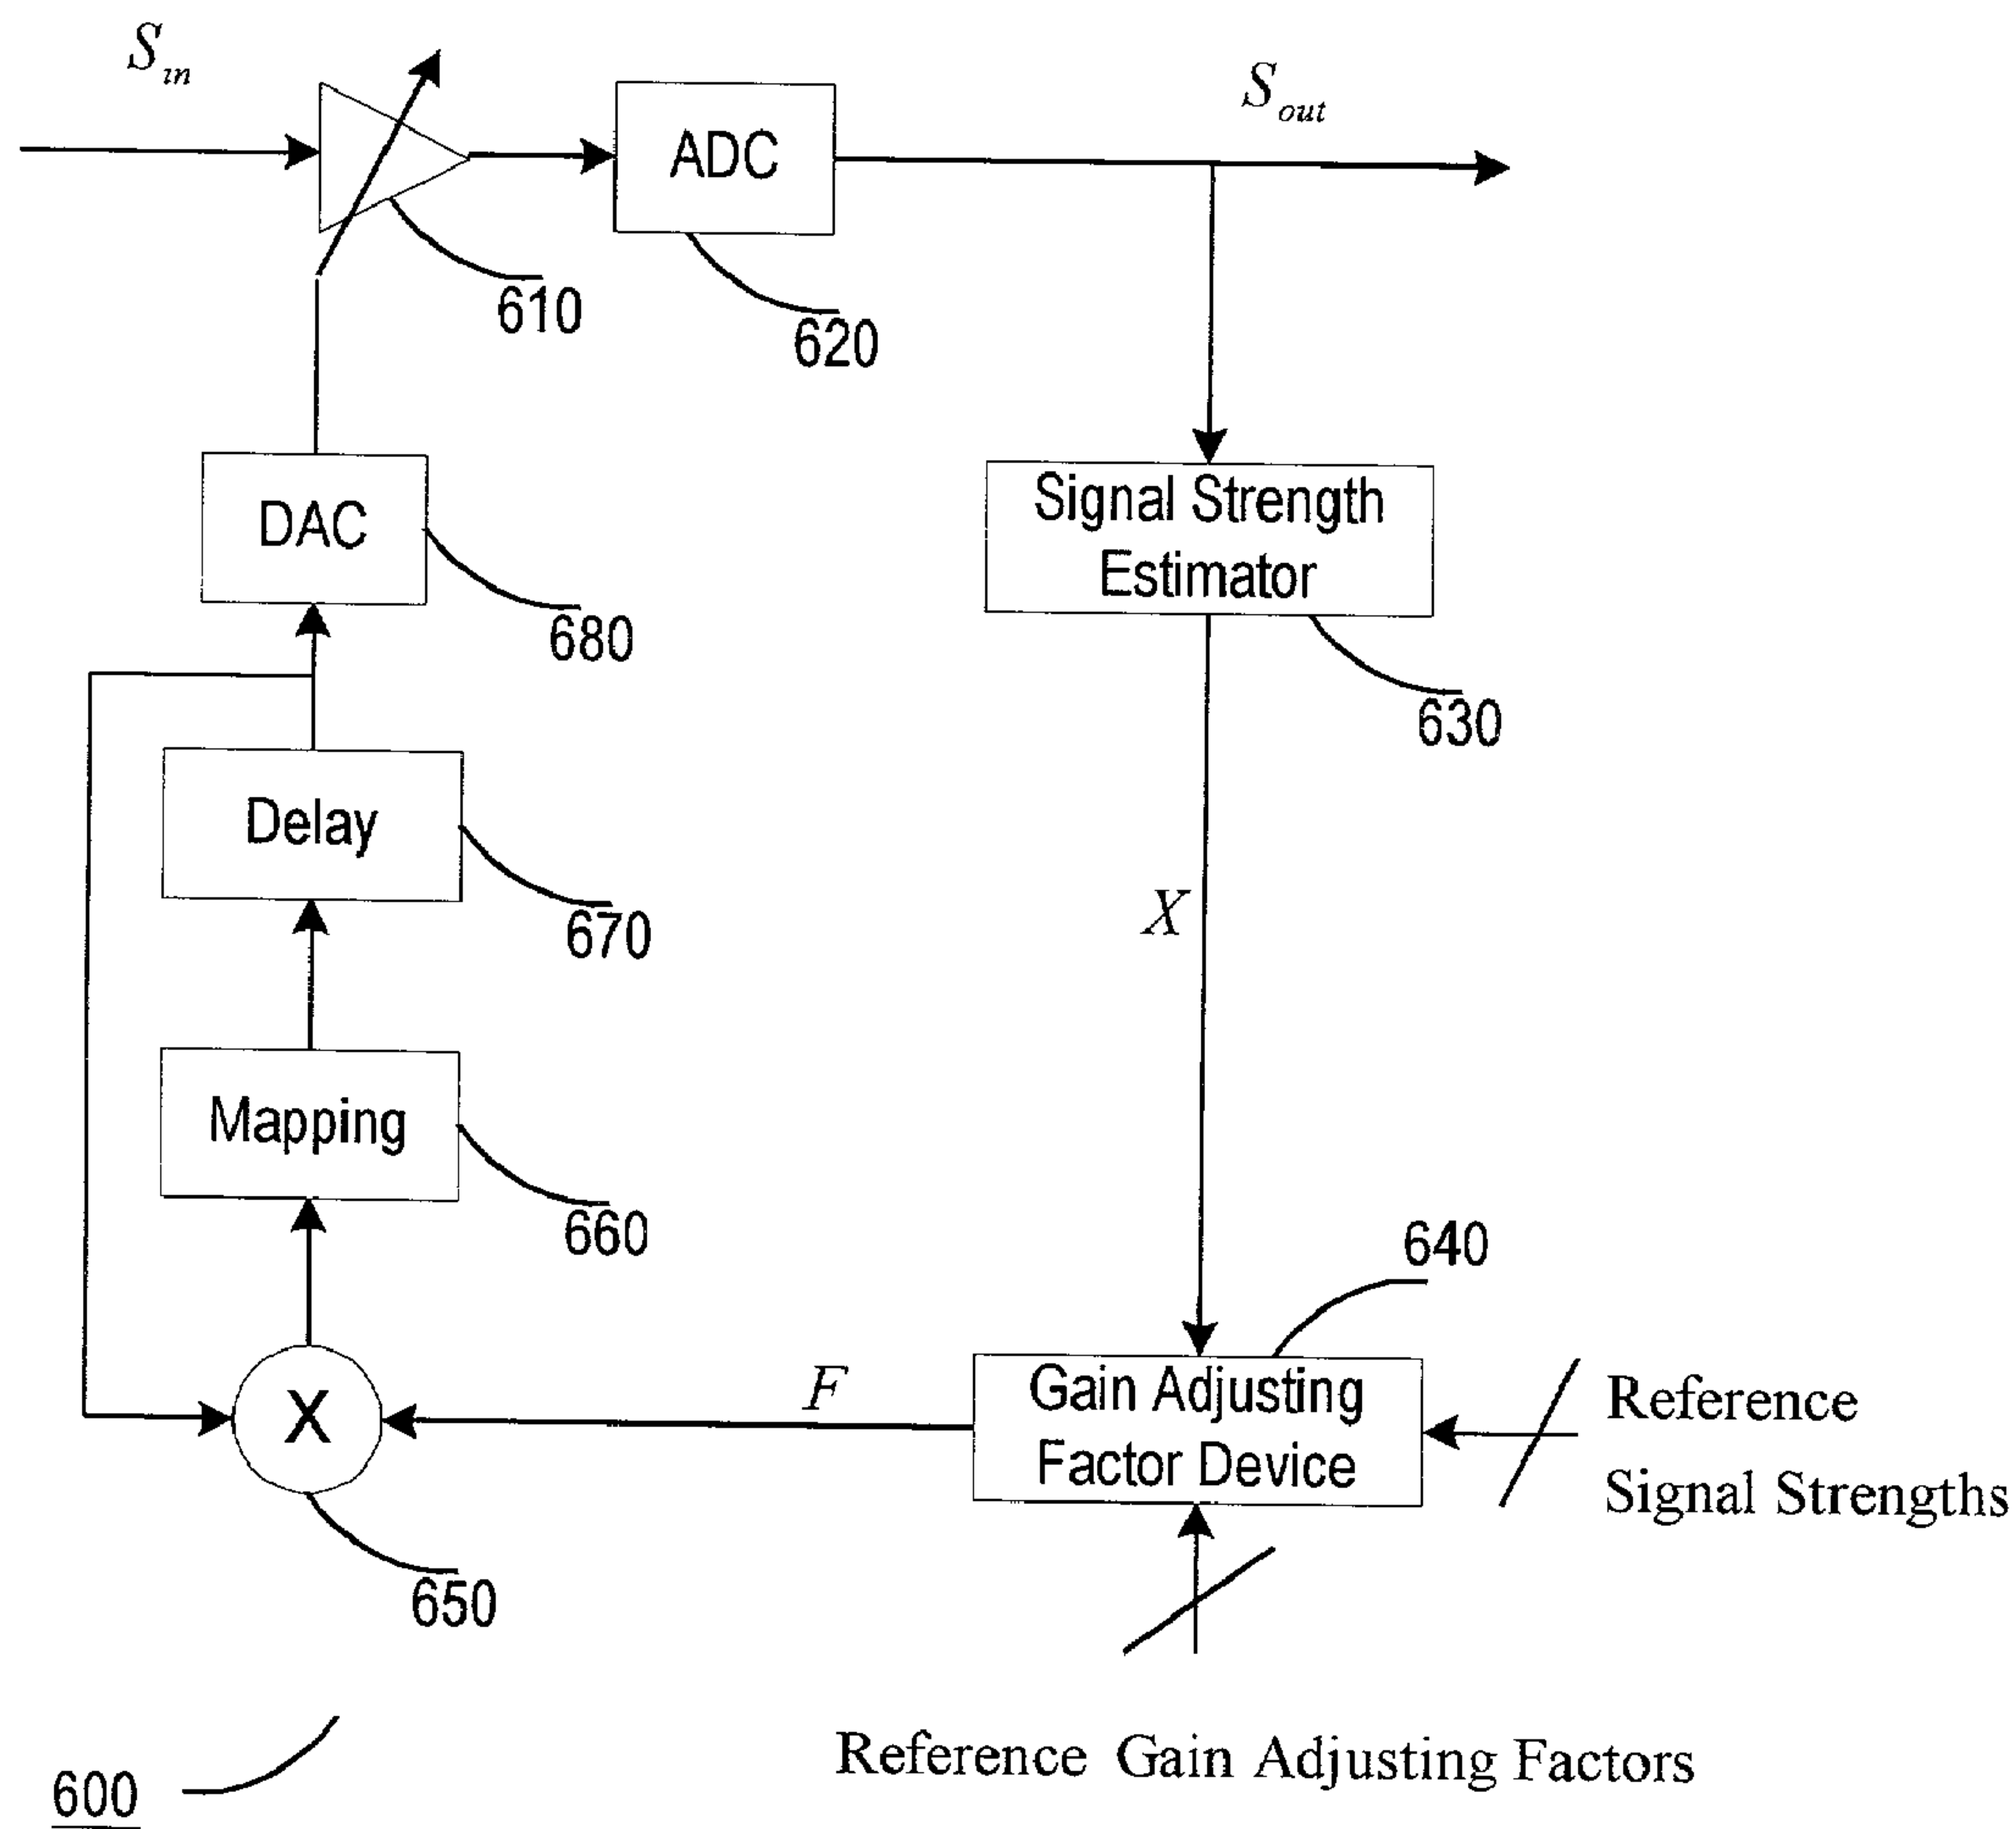 S_in
S_out
ADC
610
620
DAC
680
Signal Strength
Estimator
630
Delay
670
X
Mapping
660
640
X
F
Gain Adjusting
Factor Device
Reference
Signal Strengths
650
Reference Gain Adjusting Factors
600